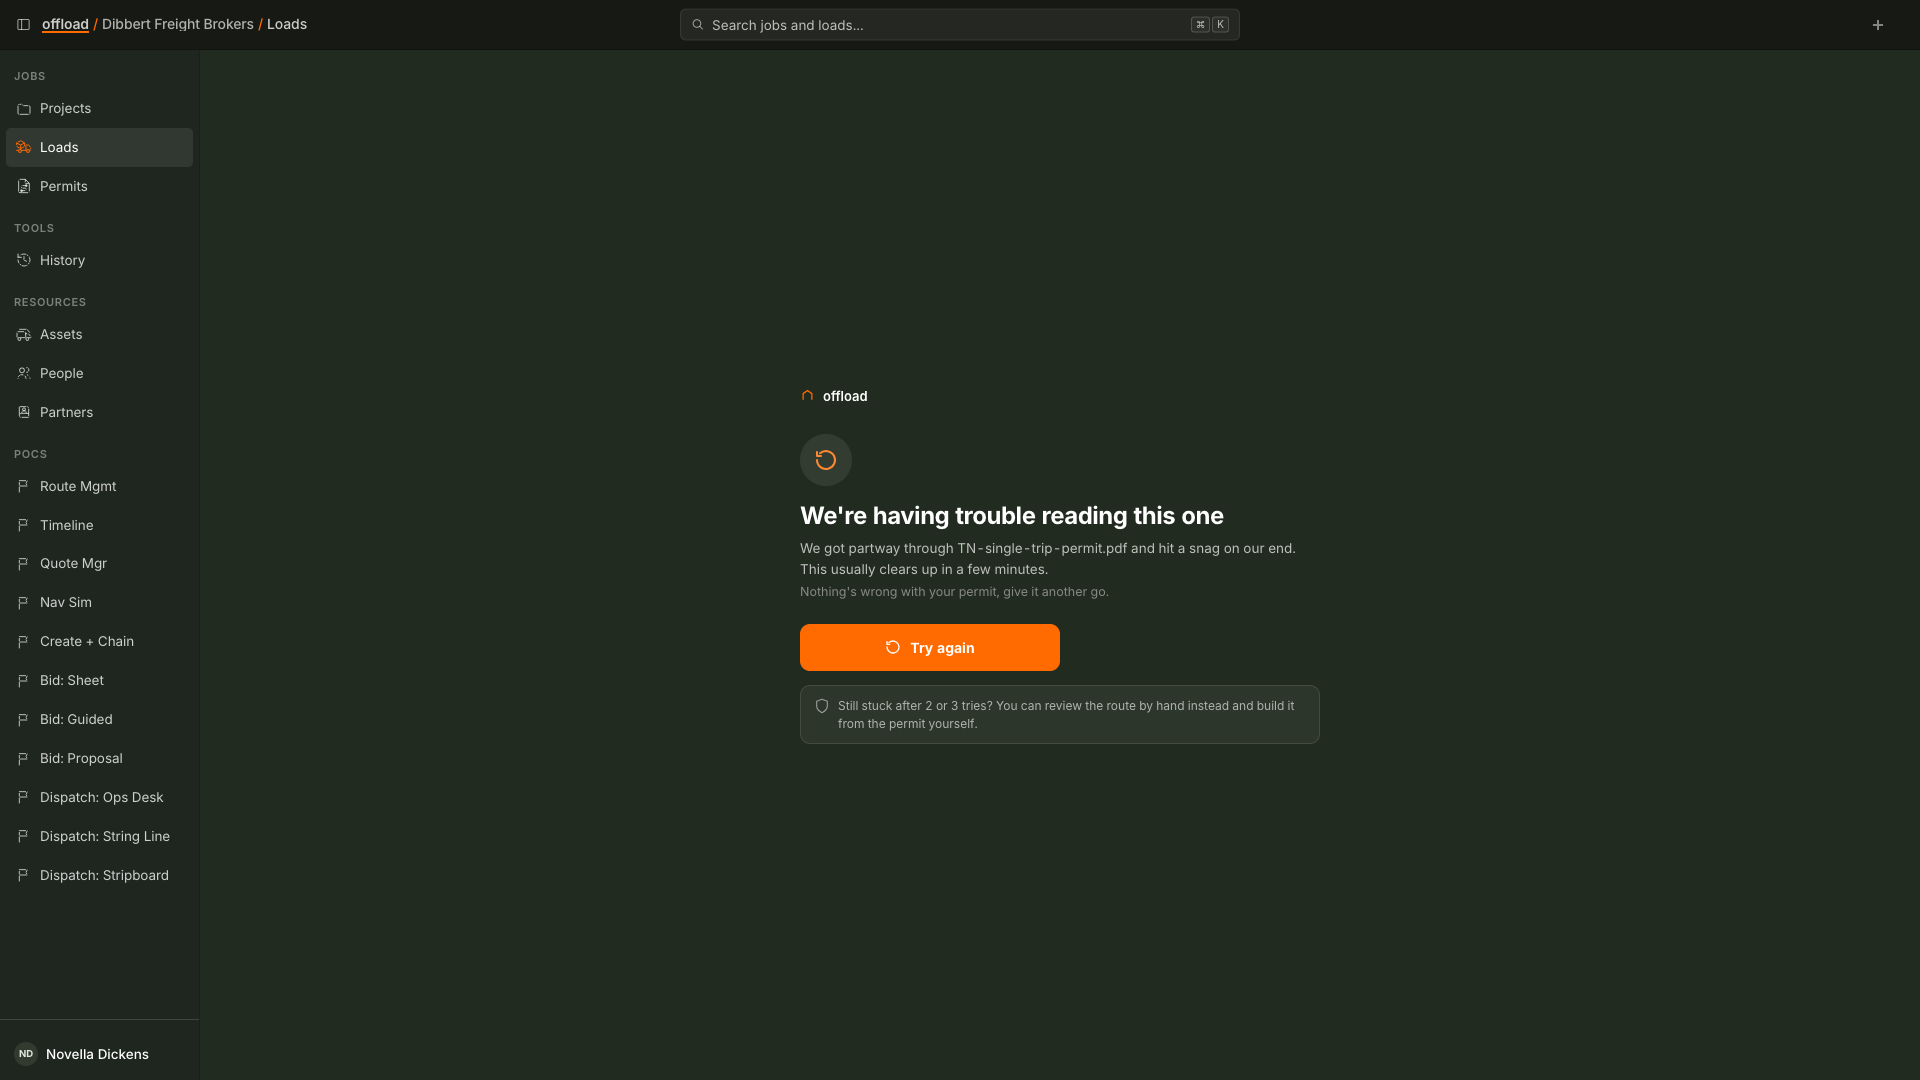 offload / Dibbert Freight Brokers / Loads
Search jobs and loads...
⌘ K
JOBS
Projects
Loads
Permits
TOOLS
History
RESOURCES
Assets
People
Partners
POCS
Route Mgmt
Timeline
Quote Mgr
Nav Sim
Create + Chain
Bid: Sheet
Bid: Guided
Bid: Proposal
Dispatch: Ops Desk
Dispatch: String Line
Dispatch: Stripboard
ND
Novella Dickens
offload
We're having trouble reading this one
We got partway through TN-single-trip-permit.pdf and hit a snag on our end.
This usually clears up in a few minutes.
Nothing's wrong with your permit, give it another go.
Try again
Still stuck after 2 or 3 tries? You can review the route by hand instead and build it
from the permit yourself.